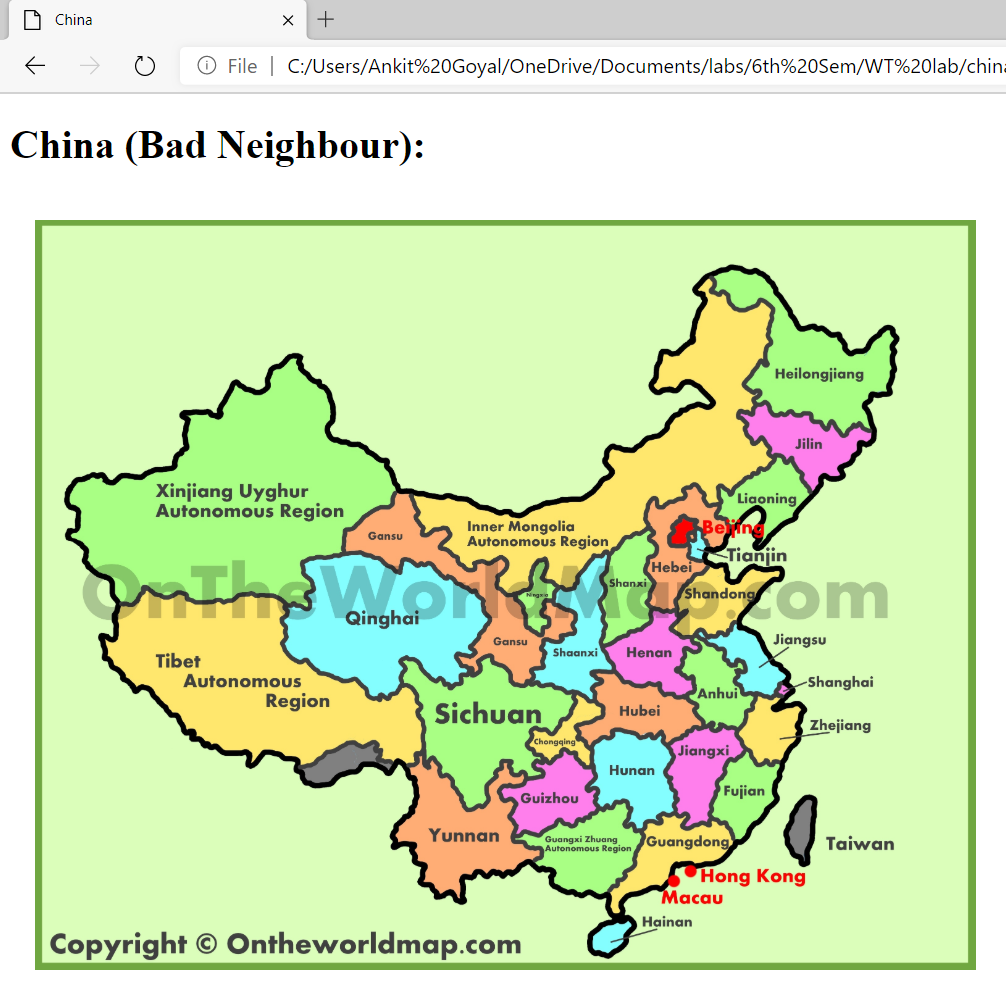 China
File
C:/Users/Ankit%20Goyal/OneDrive/Documents/labs/6th%20Sem/WT%20lab/china
China (Bad Neighbour):
Heilongjiang
Jilin
Xinjiang Uyghur
Autonomous Region
Liaoning
Inner Mongolia
Autonomous Region
Gansu
Beijing
Tianjin
Hebei
Shanxi
Ningxia
Shandong
OnTheWorldMap.com
Qinghai
Gansu
Shaanxi
Henan
Jiangsu
Tibet
Autonomous
Region
Shanghai
Anhui
Sichuan
Hubei
Zhejiang
Chongqing
Jiangxi
Hunan
Guizhou
Fujian
Yunnan
Guangxi Zhuang
Autonomous Region
Guangdong
Taiwan
Hong Kong
Macau
Hainan
Copyright © Ontheworldmap.com